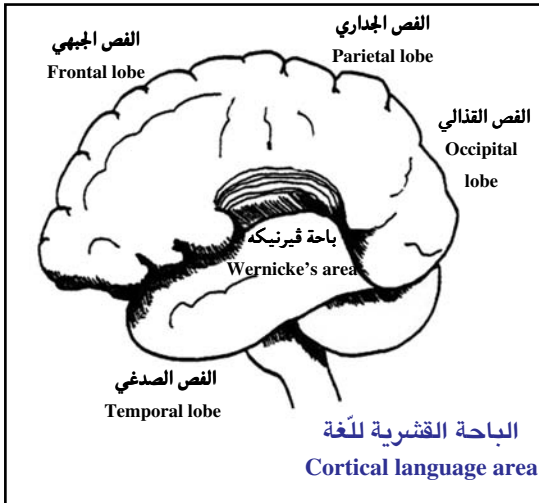 الفص الجبهي
Frontal lobe
الفص الجداري
Parietal lobe
الفص القذالي
Occipital
lobe
باحة ڤيرنيكه
Wernicke's area
الفص الصدغي
Temporal lobe
الباحة القشرية للّغة
Cortical language area